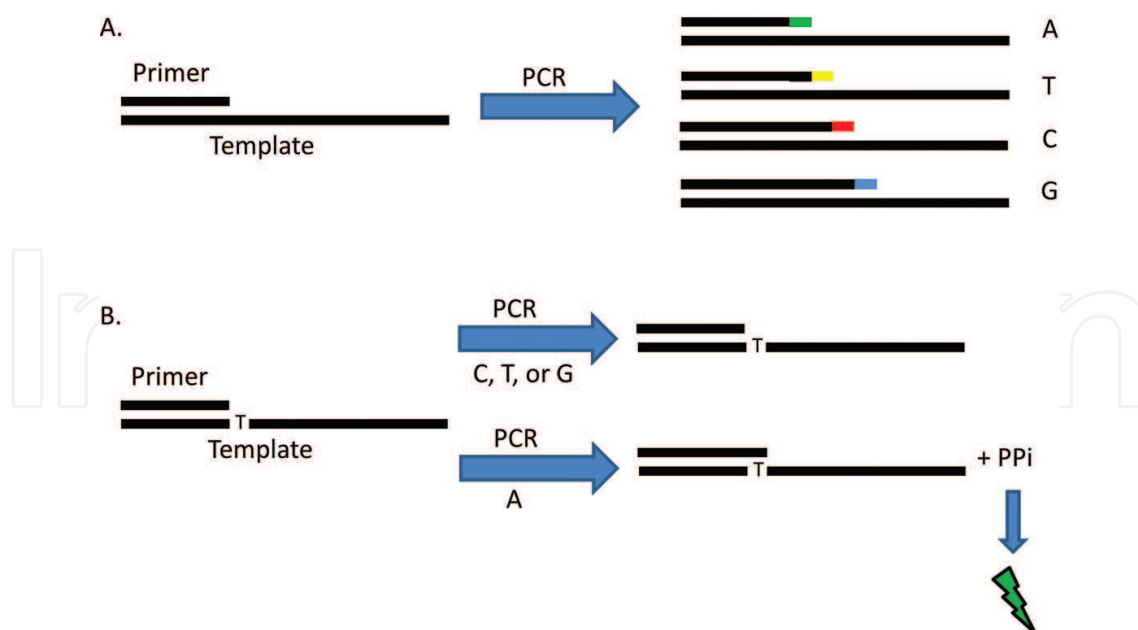 A.
Primer
Template
PCR
A
T
C
G
B.
Primer
T
Template
PCR
C, T, or G
T
PCR
A
T
+ PPi